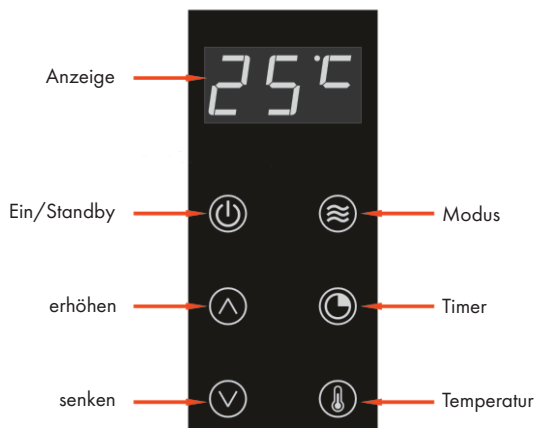 Anzeige
25°C
Ein/Standby
Modus
erhöhen
Timer
senken
Temperatur